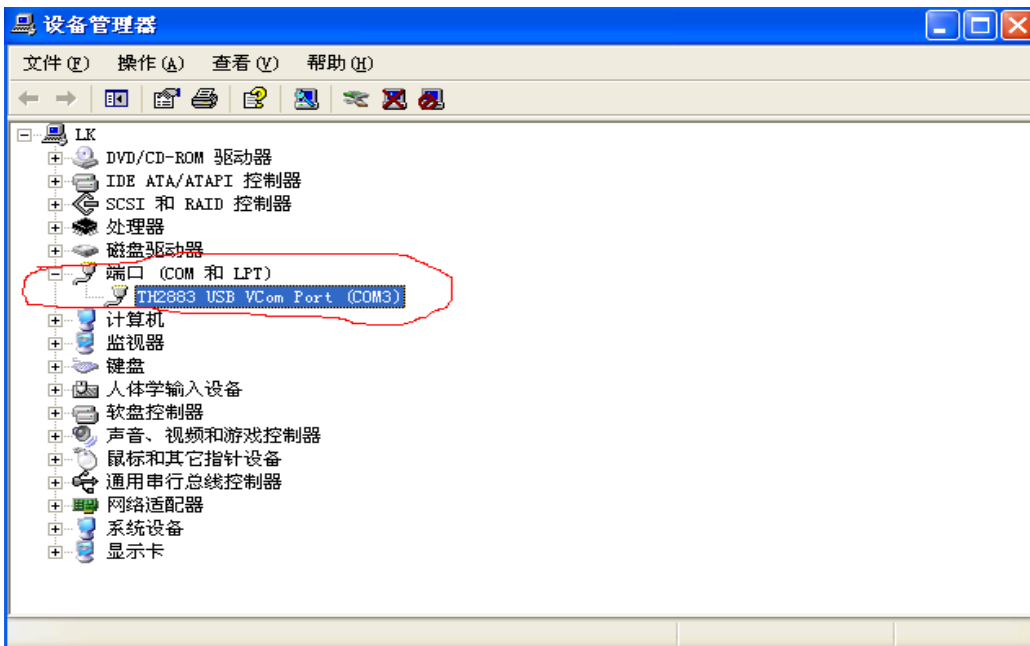 设备管理器
文件(F) 操作(A) 查看(V) 帮助(H)
LK
DVD/CD-ROM 驱动器
IDE ATA/ATAPI 控制器
SCSI 和 RAID 控制器
处理器
磁盘驱动器
端口 (COM 和 LPT)
TH2883 USB VCom Port (COM3)
计算机
监视器
键盘
人体学输入设备
软盘控制器
声音、视频和游戏控制器
鼠标和其它指针设备
通用串行总线控制器
网络适配器
系统设备
显示卡